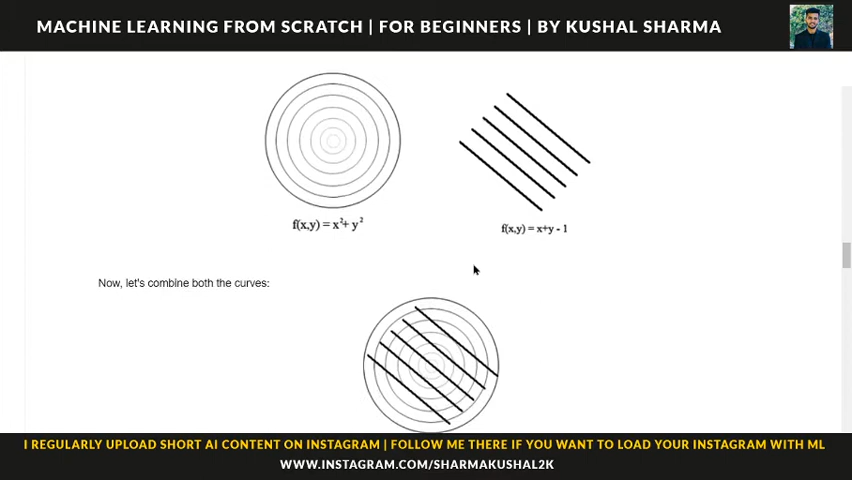 MACHINE LEARNING FROM SCRATCH | FOR BEGINNERS | BY KUSHAL SHARMA
f(x,y) = x²+ y²
f(x,y) = x+y - 1
Now, let's combine both the curves:
I REGULARLY UPLOAD SHORT AI CONTENT ON INSTAGRAM | FOLLOW ME THERE IF YOU WANT TO LOAD YOUR INSTAGRAM WITH ML
WWW.INSTAGRAM.COM/SHARMAKUSHAL2K